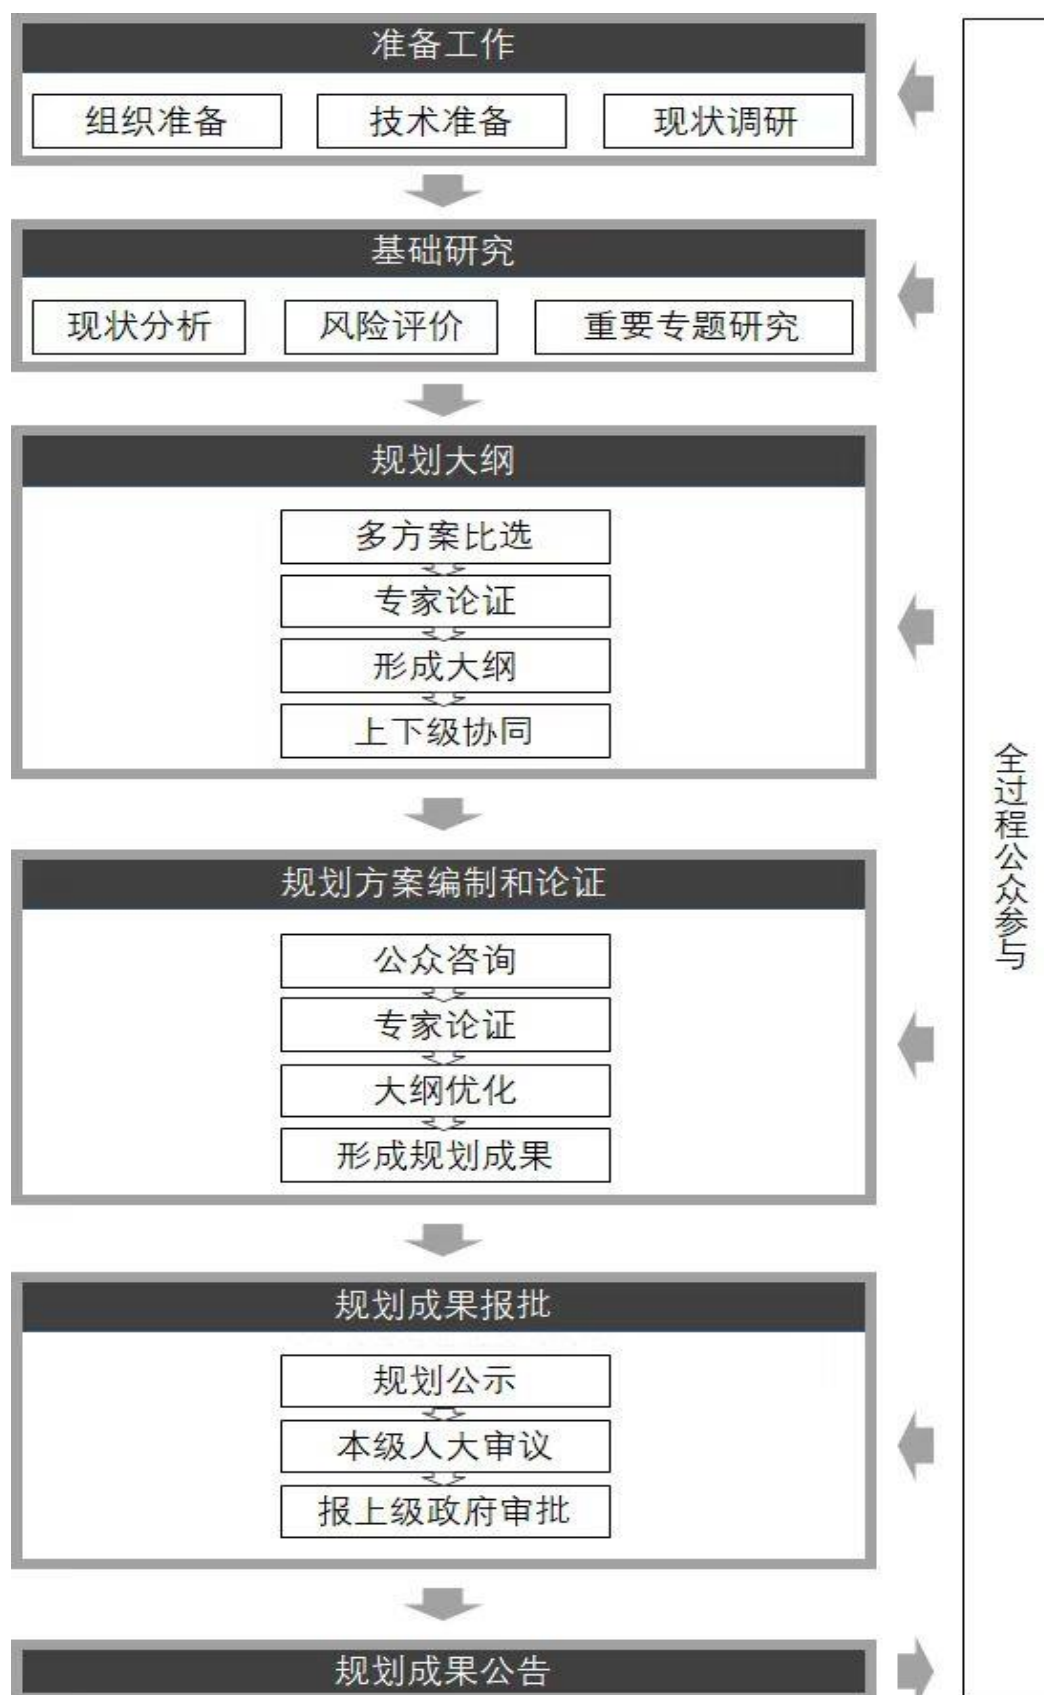 准备工作
组织准备 技术准备 现状调研
基础研究
现状分析 风险评价 重要专题研究
规划大纲
多方案比选
专家论证
形成大纲
上下级协同
规划方案编制和论证
公众咨询
专家论证
大纲优化
形成规划成果
规划成果报批
规划公示
本级人大审议
报上级政府审批
规划成果公告
全过程公众参与